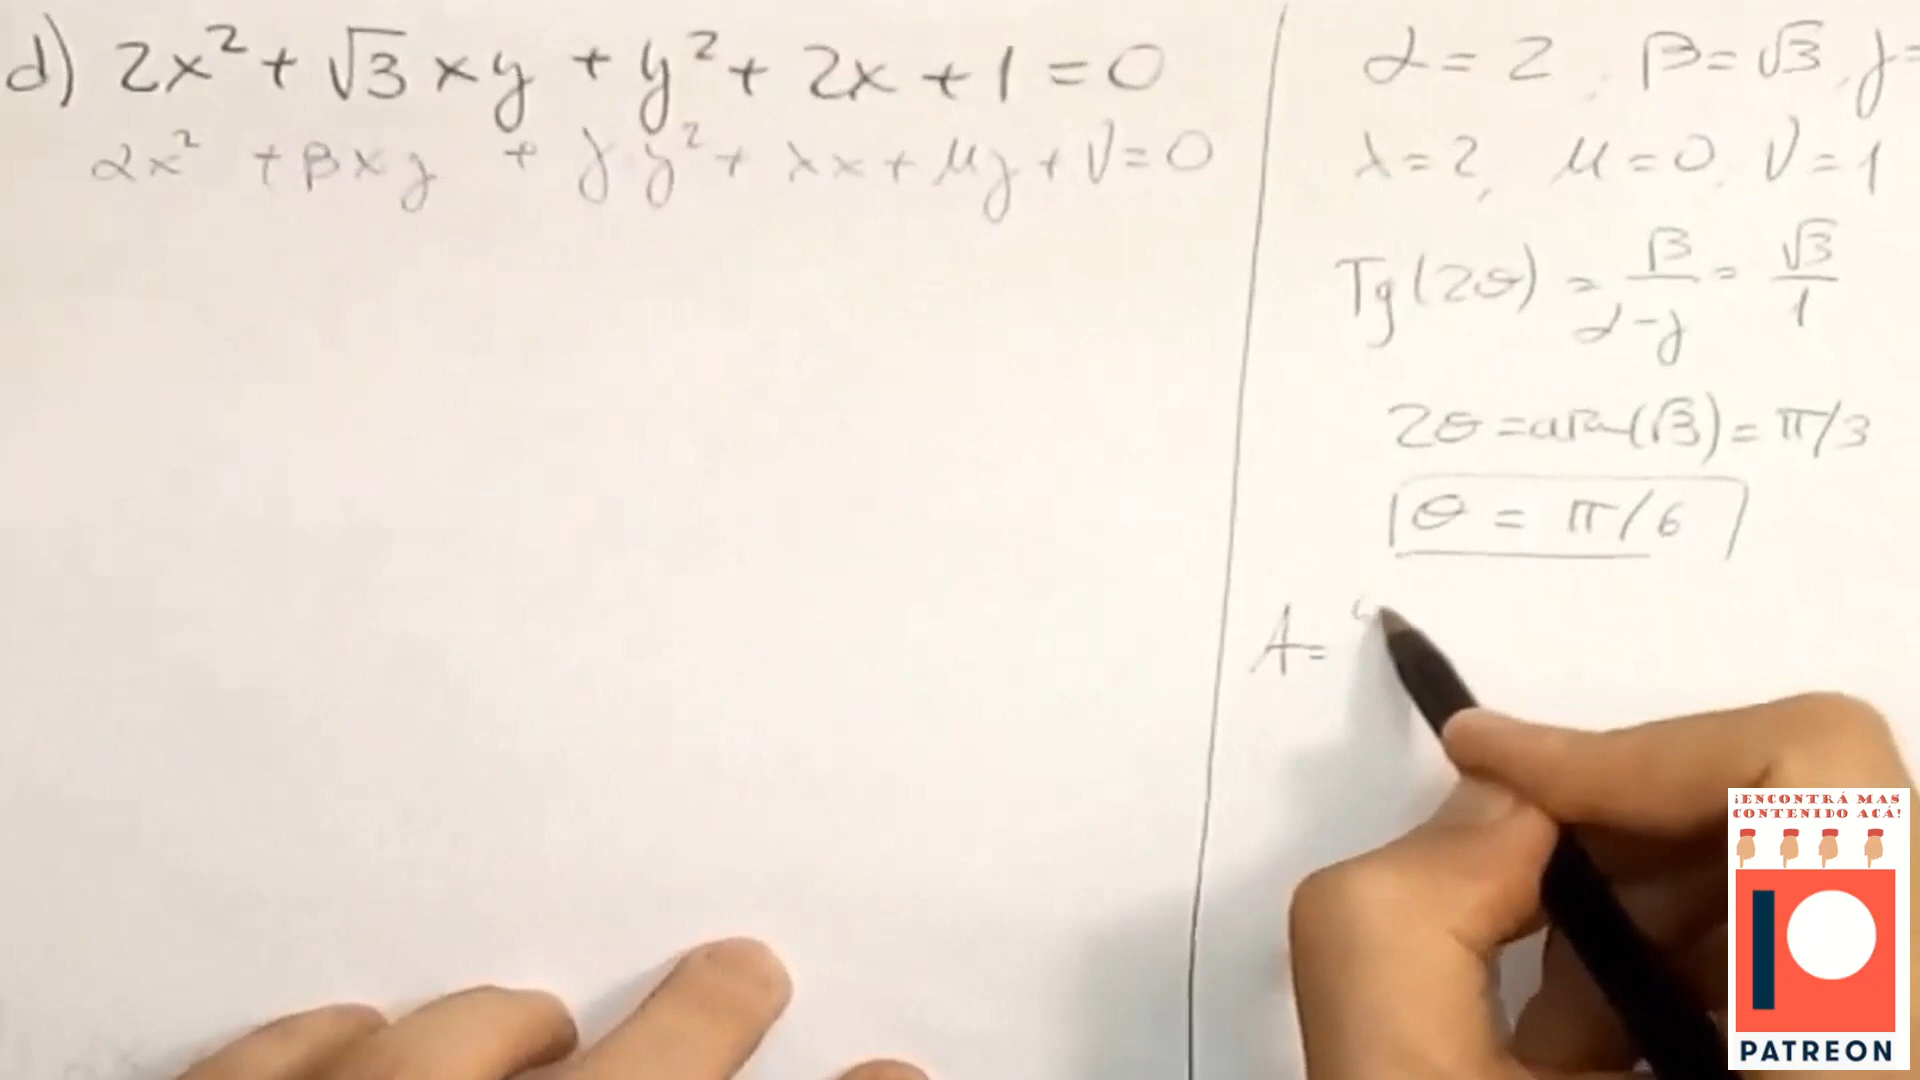 d) 2x² + √3 xy + y² + 2x + 1 = 0
αx² + βxy + γy² + λx + μy + ν = 0
α = 2, β = √3, γ =
λ = 2, μ = 0, ν = 1
Tg(2θ) = β/(α-γ) = √3/1
2θ = (√3) = π/3
θ = π/6
A =
¡ENCONTRÁ MAS
CONTENIDO ACÁ!
PATREON